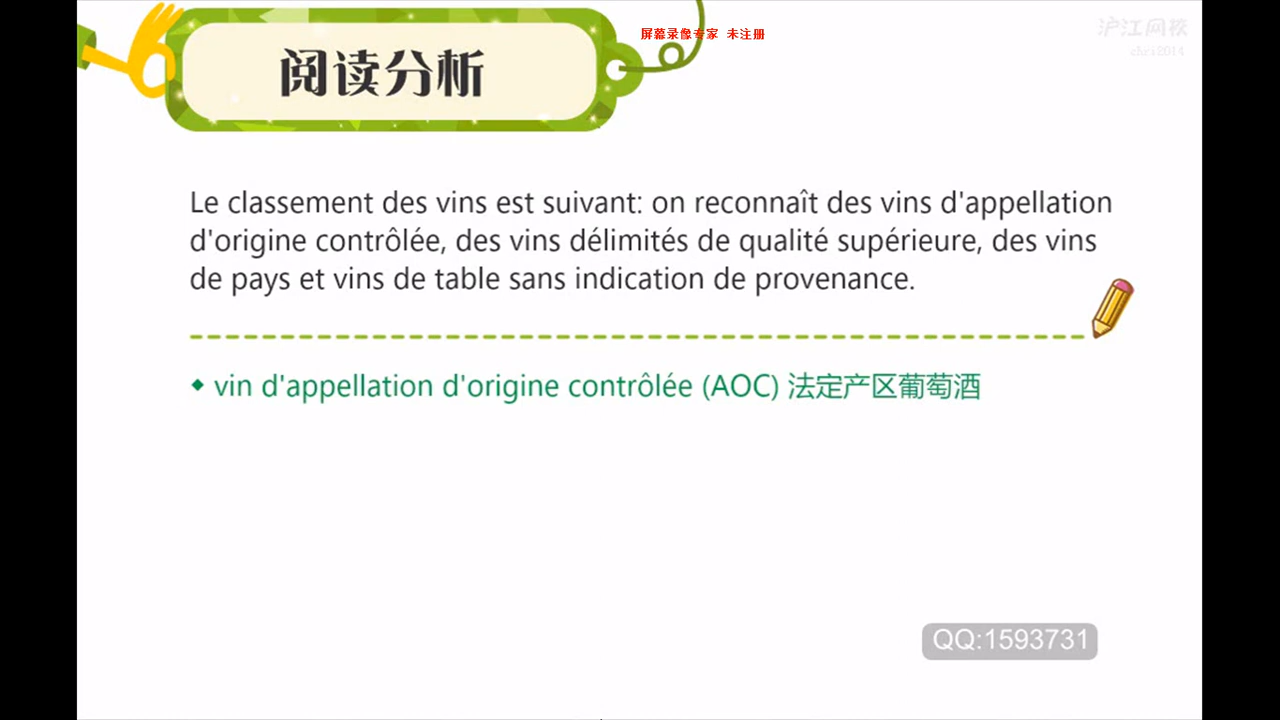 屏幕录像专家 未注册
沪江网校
chzi2014
阅读分析
Le classement des vins est suivant: on reconnaît des vins d'appellation
d'origine contrôlée, des vins délimités de qualité supérieure, des vins
de pays et vins de table sans indication de provenance.
vin d'appellation d'origine contrôlée (AOC) 法定产区葡萄酒
QQ:1593731